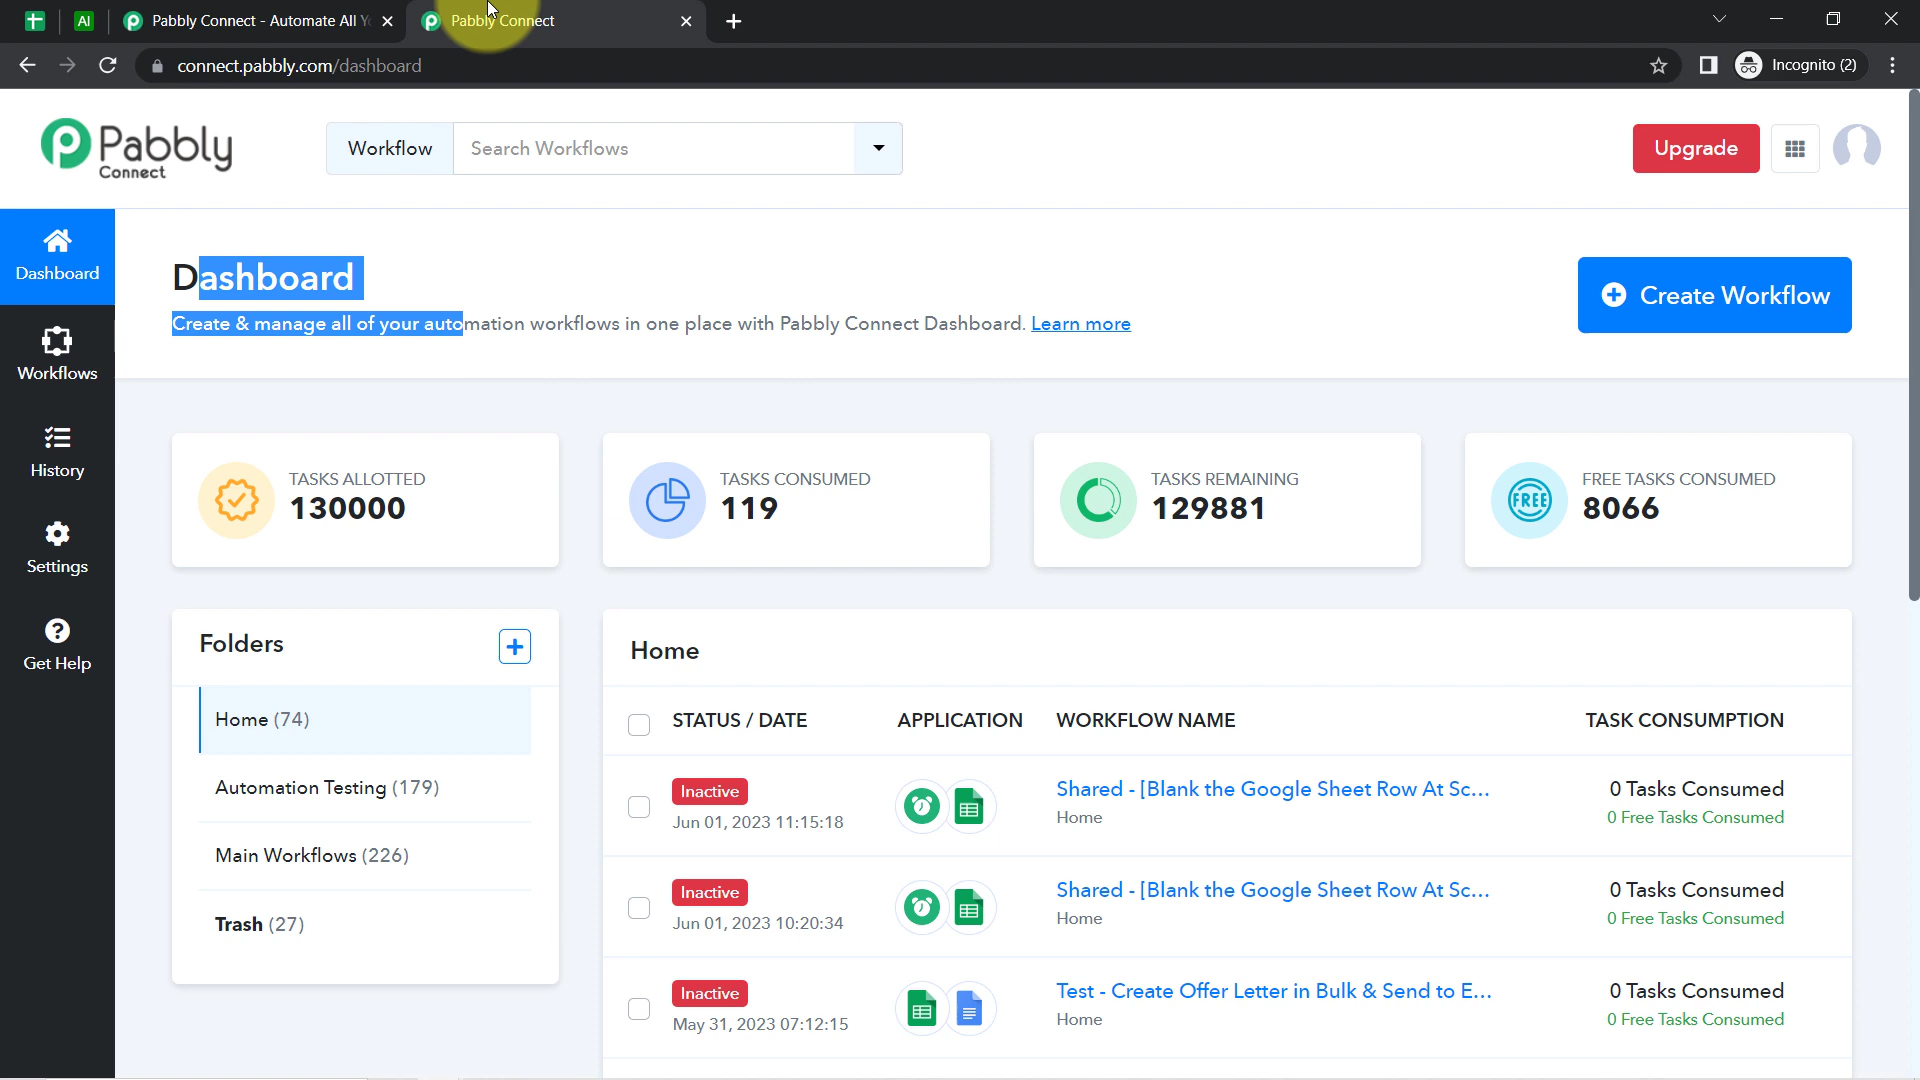 AI
Pabbly Connect - Automate All Y
Pabbly Connect
connect.pabbly.com/dashboard
Incognito (2)
Pabbly
Connect
Workflow
Search Workflows
Upgrade
Dashboard
Workflows
History
Settings
Get Help
Dashboard
Create & manage all of your automation workflows in one place with Pabbly Connect Dashboard. Learn more
Create Workflow
TASKS ALLOTTED
130000
TASKS CONSUMED
119
TASKS REMAINING
129881
FREE
FREE TASKS CONSUMED
8066
Folders
Home (74)
Automation Testing (179)
Main Workflows (226)
Trash (27)
Home
STATUS / DATE APPLICATION WORKFLOW NAME TASK CONSUMPTION
Inactive
Jun 01, 2023 11:15:18
Shared - [Blank the Google Sheet Row At Sc...
Home
0 Tasks Consumed
0 Free Tasks Consumed
Inactive
Jun 01, 2023 10:20:34
Shared - [Blank the Google Sheet Row At Sc...
Home
0 Tasks Consumed
0 Free Tasks Consumed
Inactive
May 31, 2023 07:12:15
Test - Create Offer Letter in Bulk & Send to E...
Home
0 Tasks Consumed
0 Free Tasks Consumed